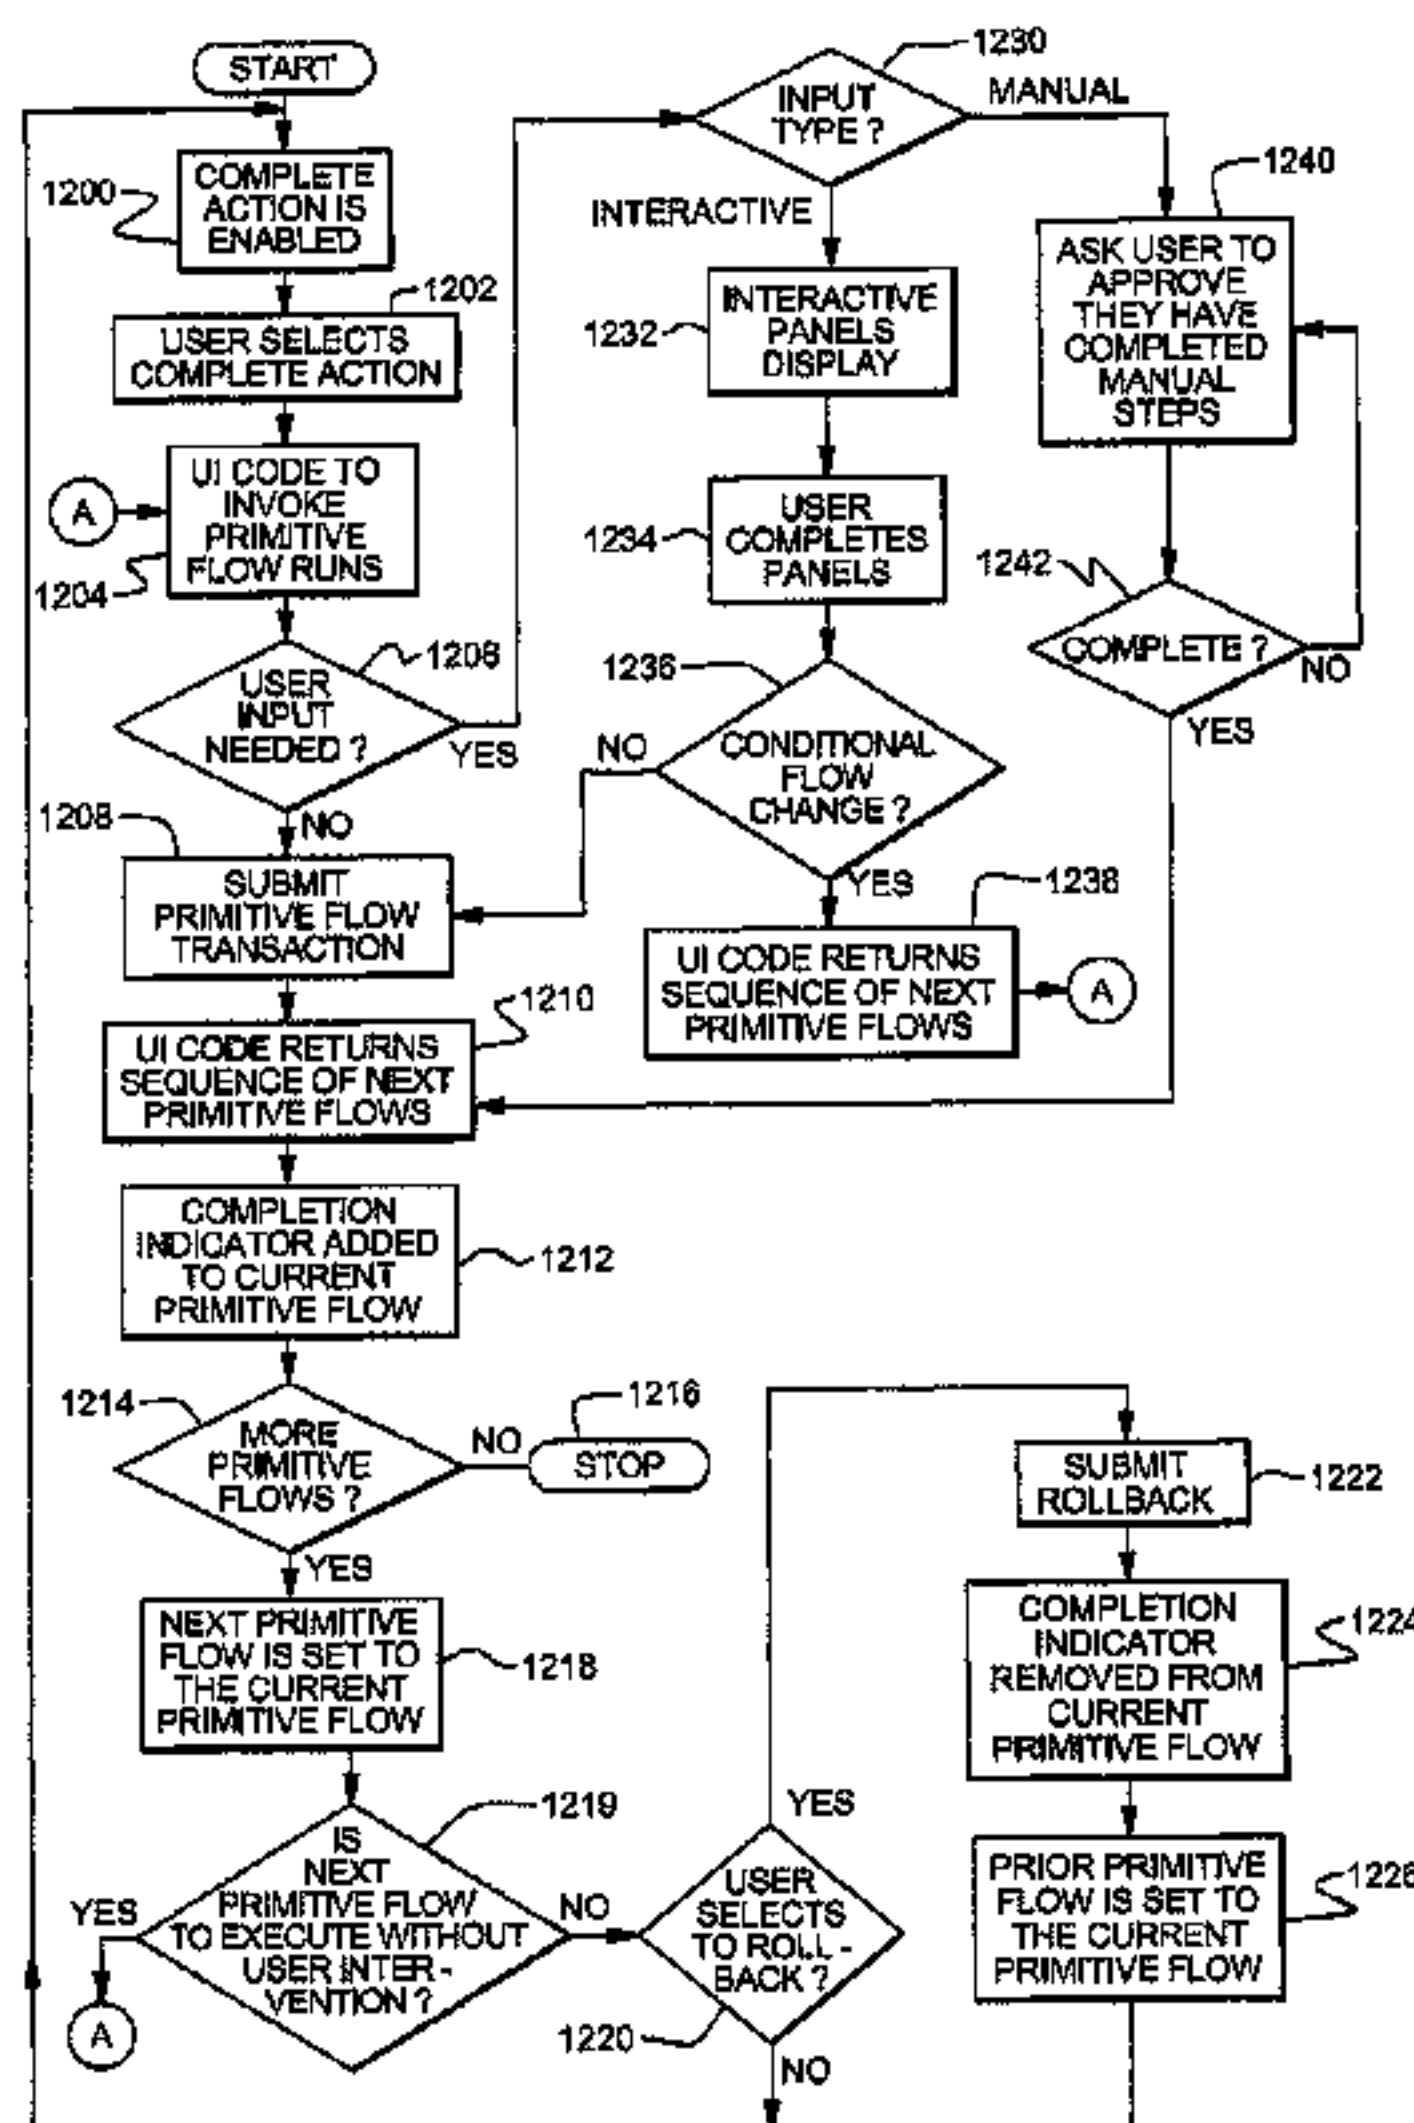 START
COMPLETE
ACTION IS
ENABLED
1200
1202
USER SELECTS
COMPLETE ACTION
A
UI CODE TO
INVOKE
PRIMITIVE
FLOW RUNS
1204
1206
USER
INPUT
NEEDED ?
YES
NO
1208
SUBMIT
PRIMITIVE FLOW
TRANSACTION
1210
UI CODE RETURNS
SEQUENCE OF NEXT
PRIMITIVE FLOWS
COMPLETION
INDICATOR ADDED
TO CURRENT
PRIMITIVE FLOW
1212
1214
MORE
PRIMITIVE
FLOWS ?
NO
1216
STOP
YES
NEXT PRIMITIVE
FLOW IS SET TO
THE CURRENT
PRIMITIVE FLOW
1218
1219
IS
NEXT
PRIMITIVE FLOW
TO EXECUTE WITHOUT
USER INTER -
VENTION ?
YES
A
NO
1230
INPUT
TYPE ?
MANUAL
INTERACTIVE
1232
INTERACTIVE
PANELS
DISPLAY
1234
USER
COMPLETES
PANELS
1236
CONDITIONAL
FLOW
CHANGE ?
NO
YES
1238
UI CODE RETURNS
SEQUENCE OF NEXT
PRIMITIVE FLOWS
A
1240
ASK USER TO
APPROVE
THEY HAVE
COMPLETED
MANUAL
STEPS
1242
COMPLETE ?
NO
YES
YES
USER
SELECTS
TO ROLL -
BACK ?
1220
NO
SUBMIT
ROLLBACK
1222
COMPLETION
INDICATOR
REMOVED FROM
CURRENT
PRIMITIVE FLOW
1224
PRIOR PRIMITIVE
FLOW IS SET TO
THE CURRENT
PRIMITIVE FLOW
1226